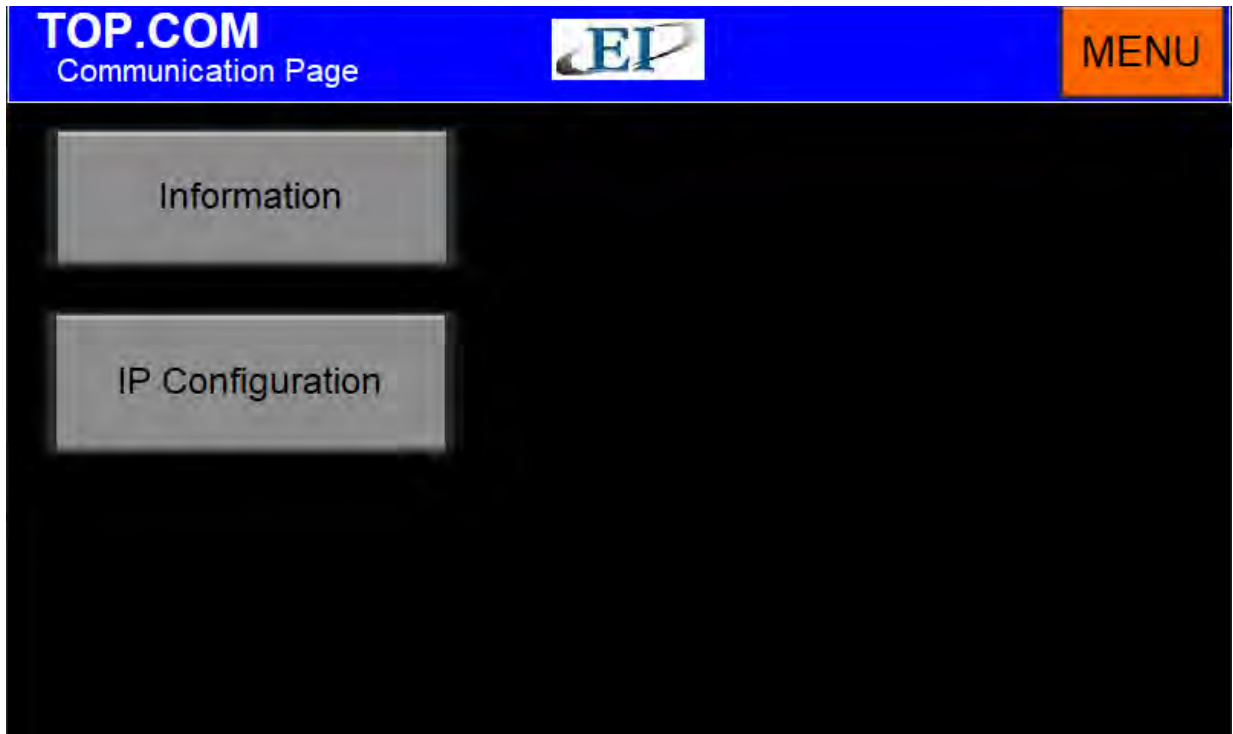 TOP.COM
Communication Page
EI
MENU
Information
IP Configuration